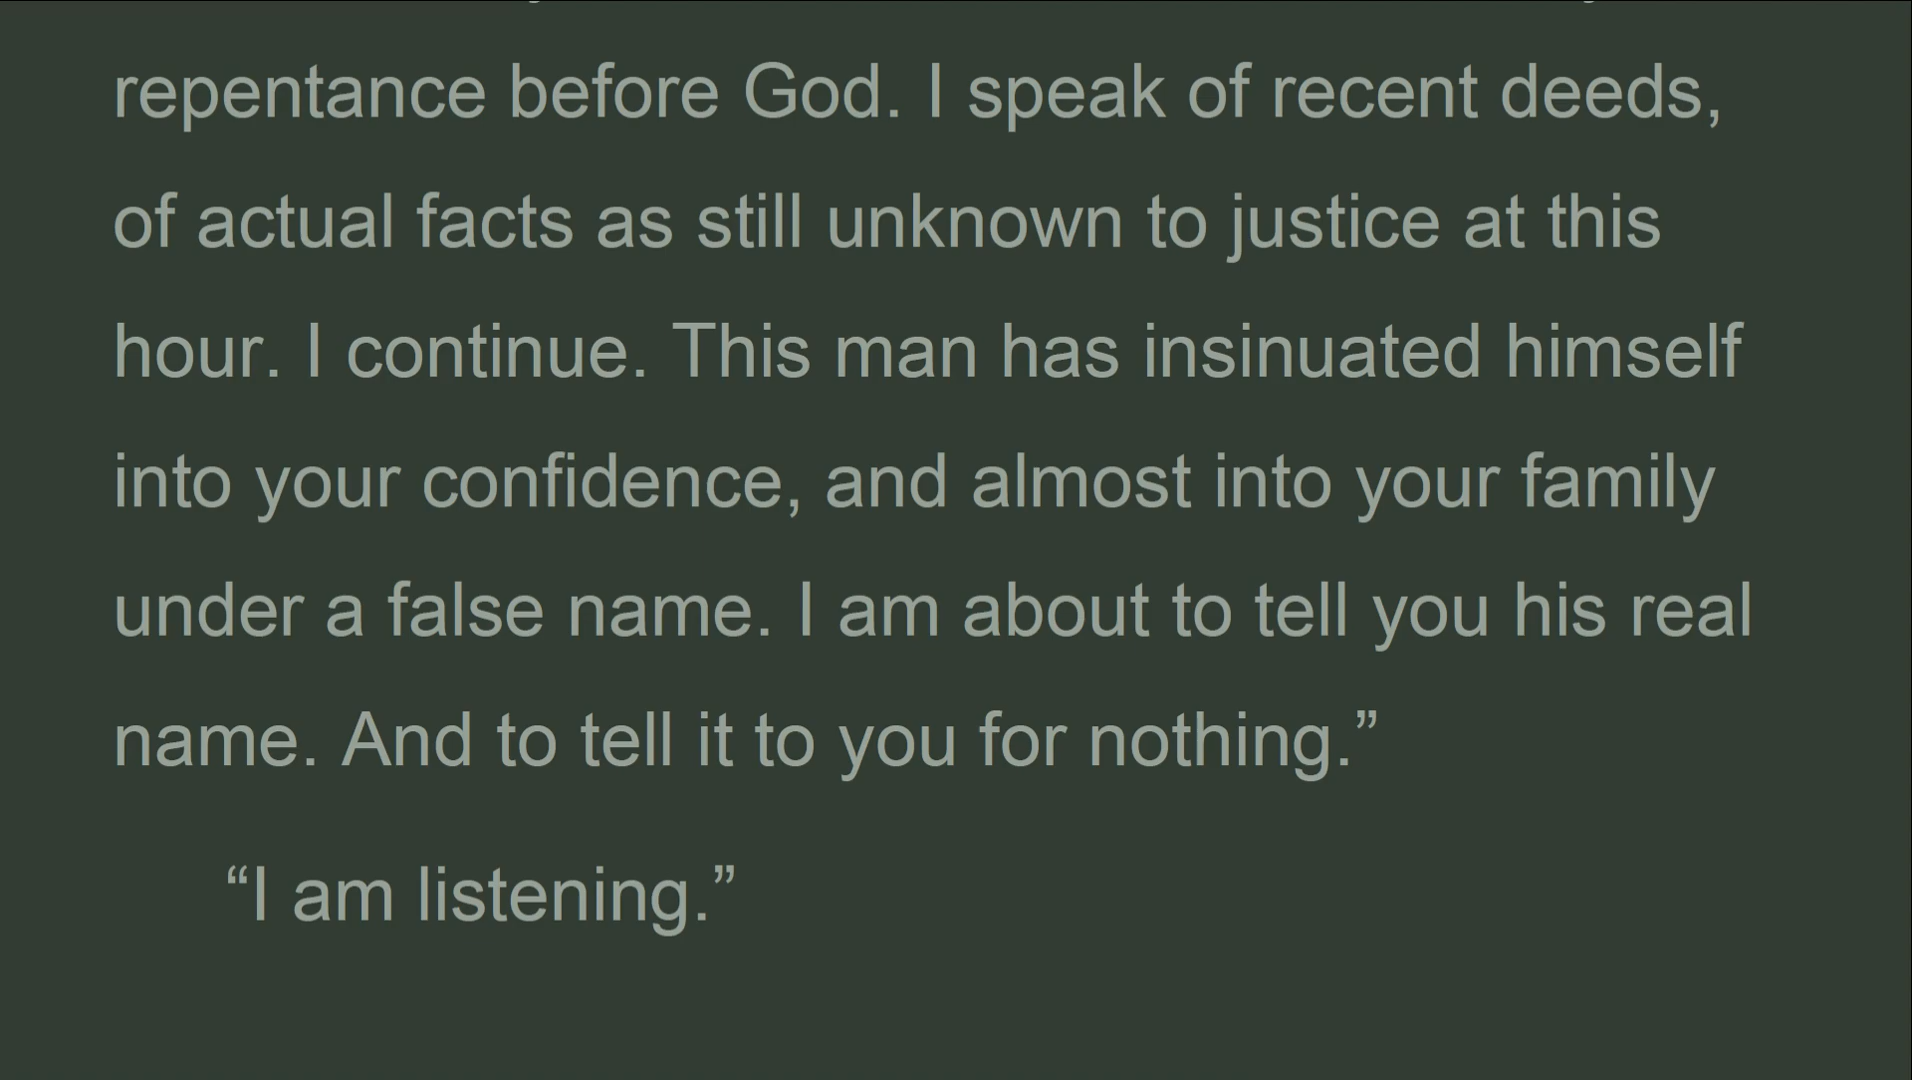 repentance before God. I speak of recent deeds,
of actual facts as still unknown to justice at this
hour. I continue. This man has insinuated himself
into your confidence, and almost into your family
under a false name. I am about to tell you his real
name. And to tell it to you for nothing.”
“I am listening.”